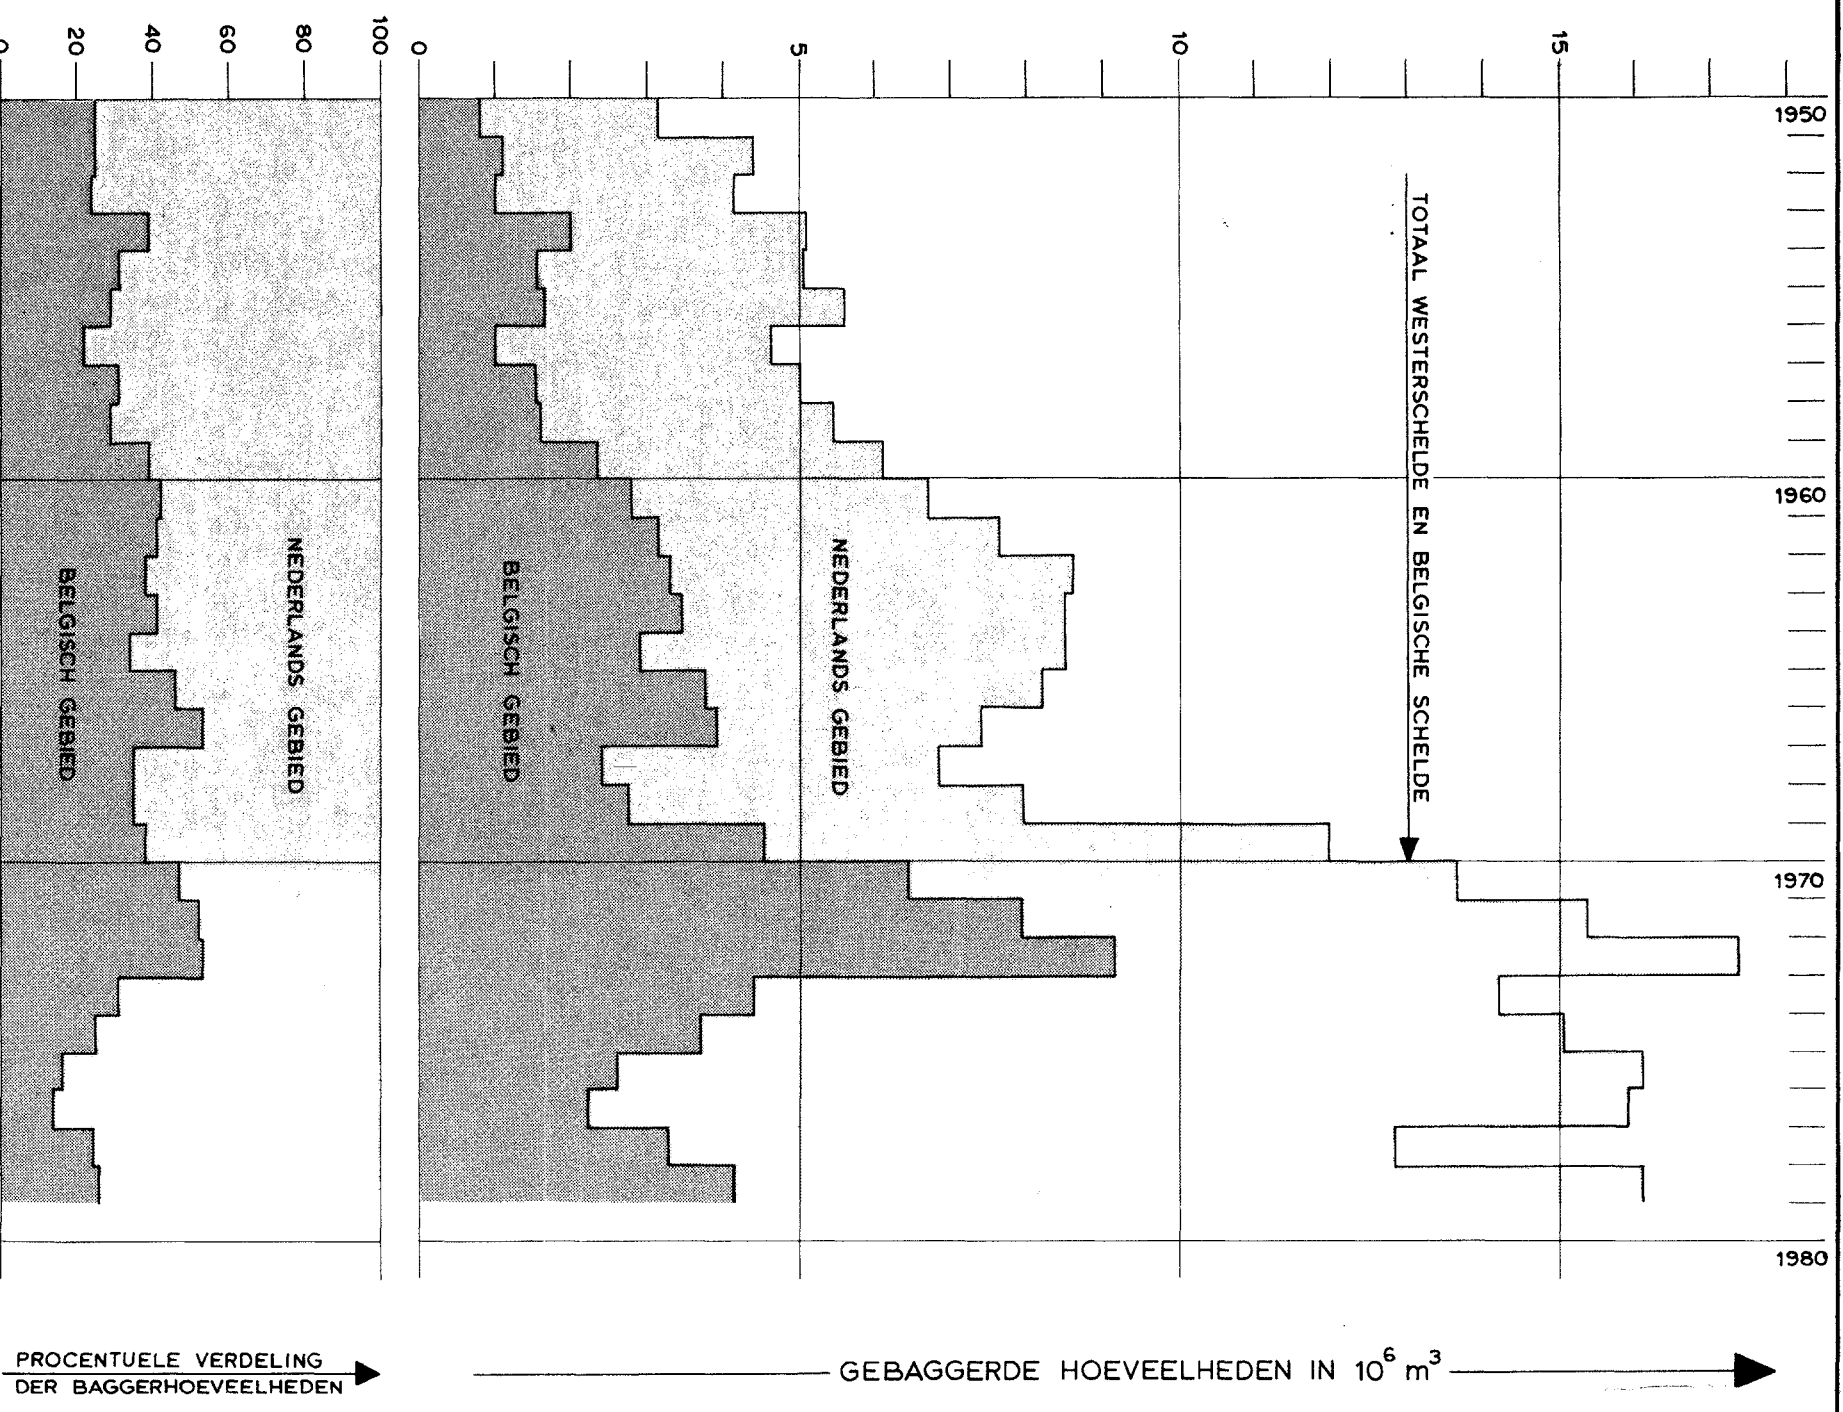 0
20
40
60
80
100
0
5
10
15
1950
1960
1970
1980
TOTAAL WESTERSCHELDE EN BELGISCHE SCHELDE
NEDERLANDS GEBIED
BELGISCH GEBIED
NEDERLANDS GEBIED
BELGISCH GEBIED
PROCENTUELE VERDELING
DER BAGGERHOEVEELHEDEN
GEBAGGERDE HOEVEELHEDEN IN 10⁶ m³